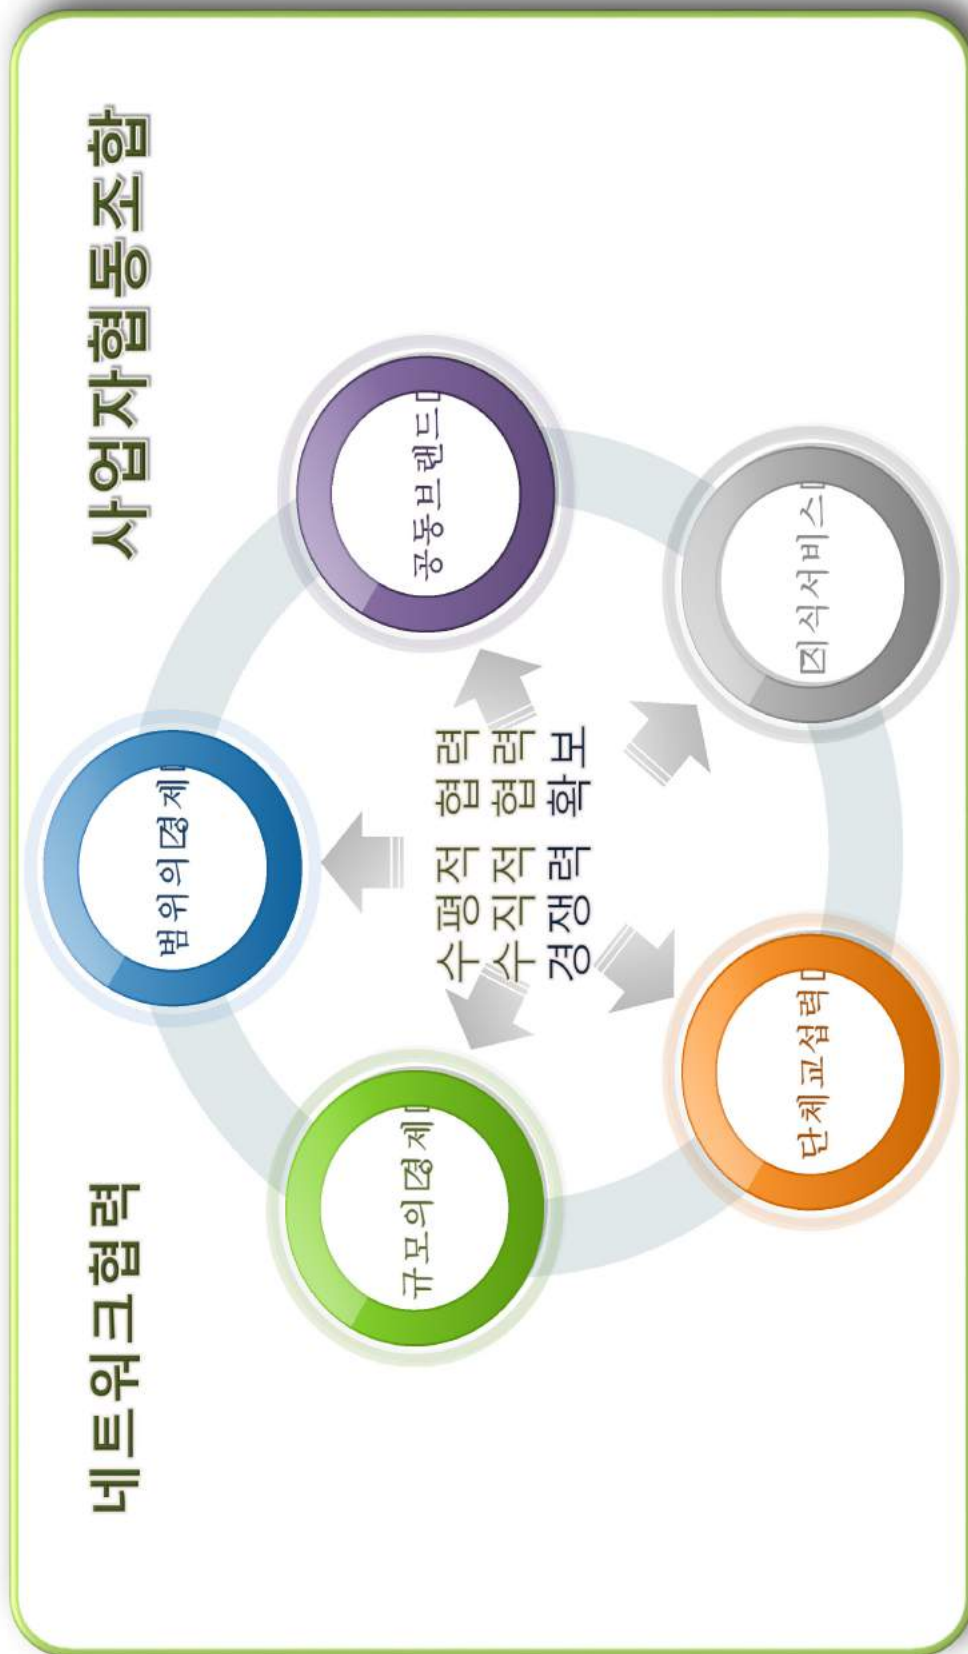 네트워크협력
사업자협동조합
범위의경제
규모의경제
공동브랜드
수평적 협력
수직적 협력
경쟁력 확보
단체교섭력
지식서비스